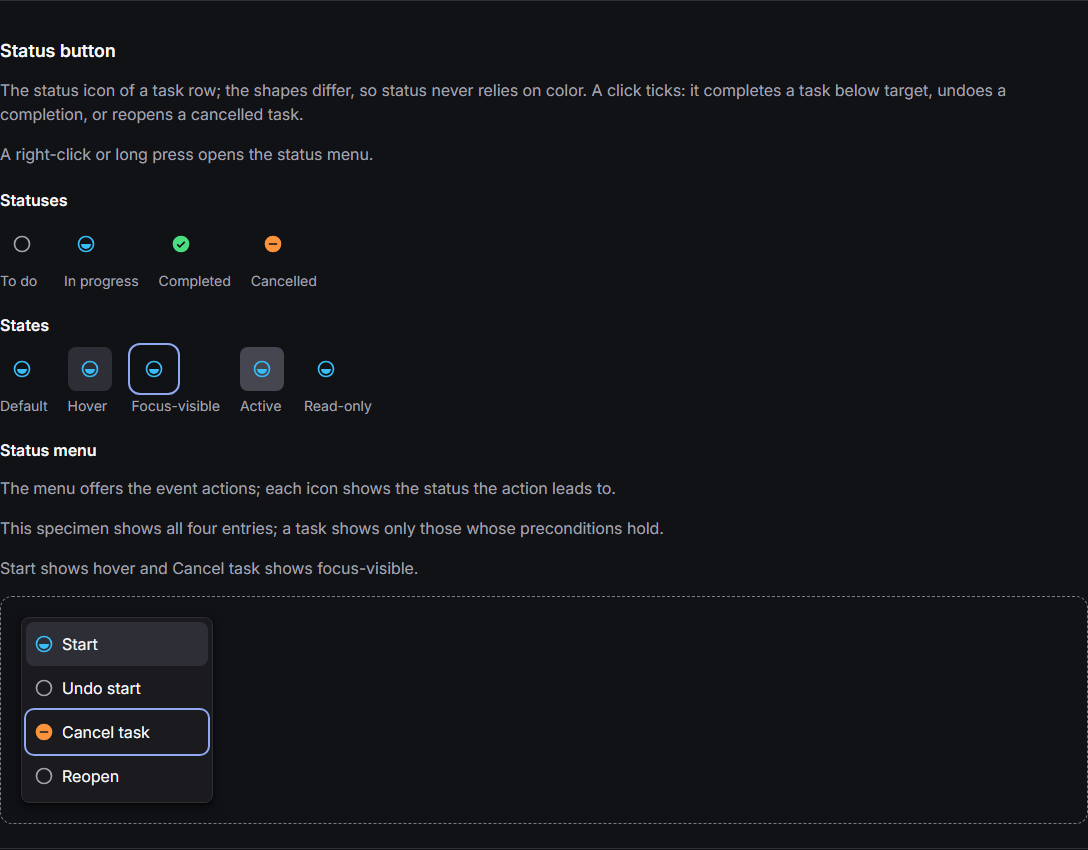 Status button
The status icon of a task row; the shapes differ, so status never relies on color. A click ticks: it completes a task below target, undoes a
completion, or reopens a cancelled task.
A right-click or long press opens the status menu.
Statuses
To do In progress Completed Cancelled
States
Default Hover Focus-visible Active Read-only
Status menu
The menu offers the event actions; each icon shows the status the action leads to.
This specimen shows all four entries; a task shows only those whose preconditions hold.
Start shows hover and Cancel task shows focus-visible.
Start
Undo start
Cancel task
Reopen